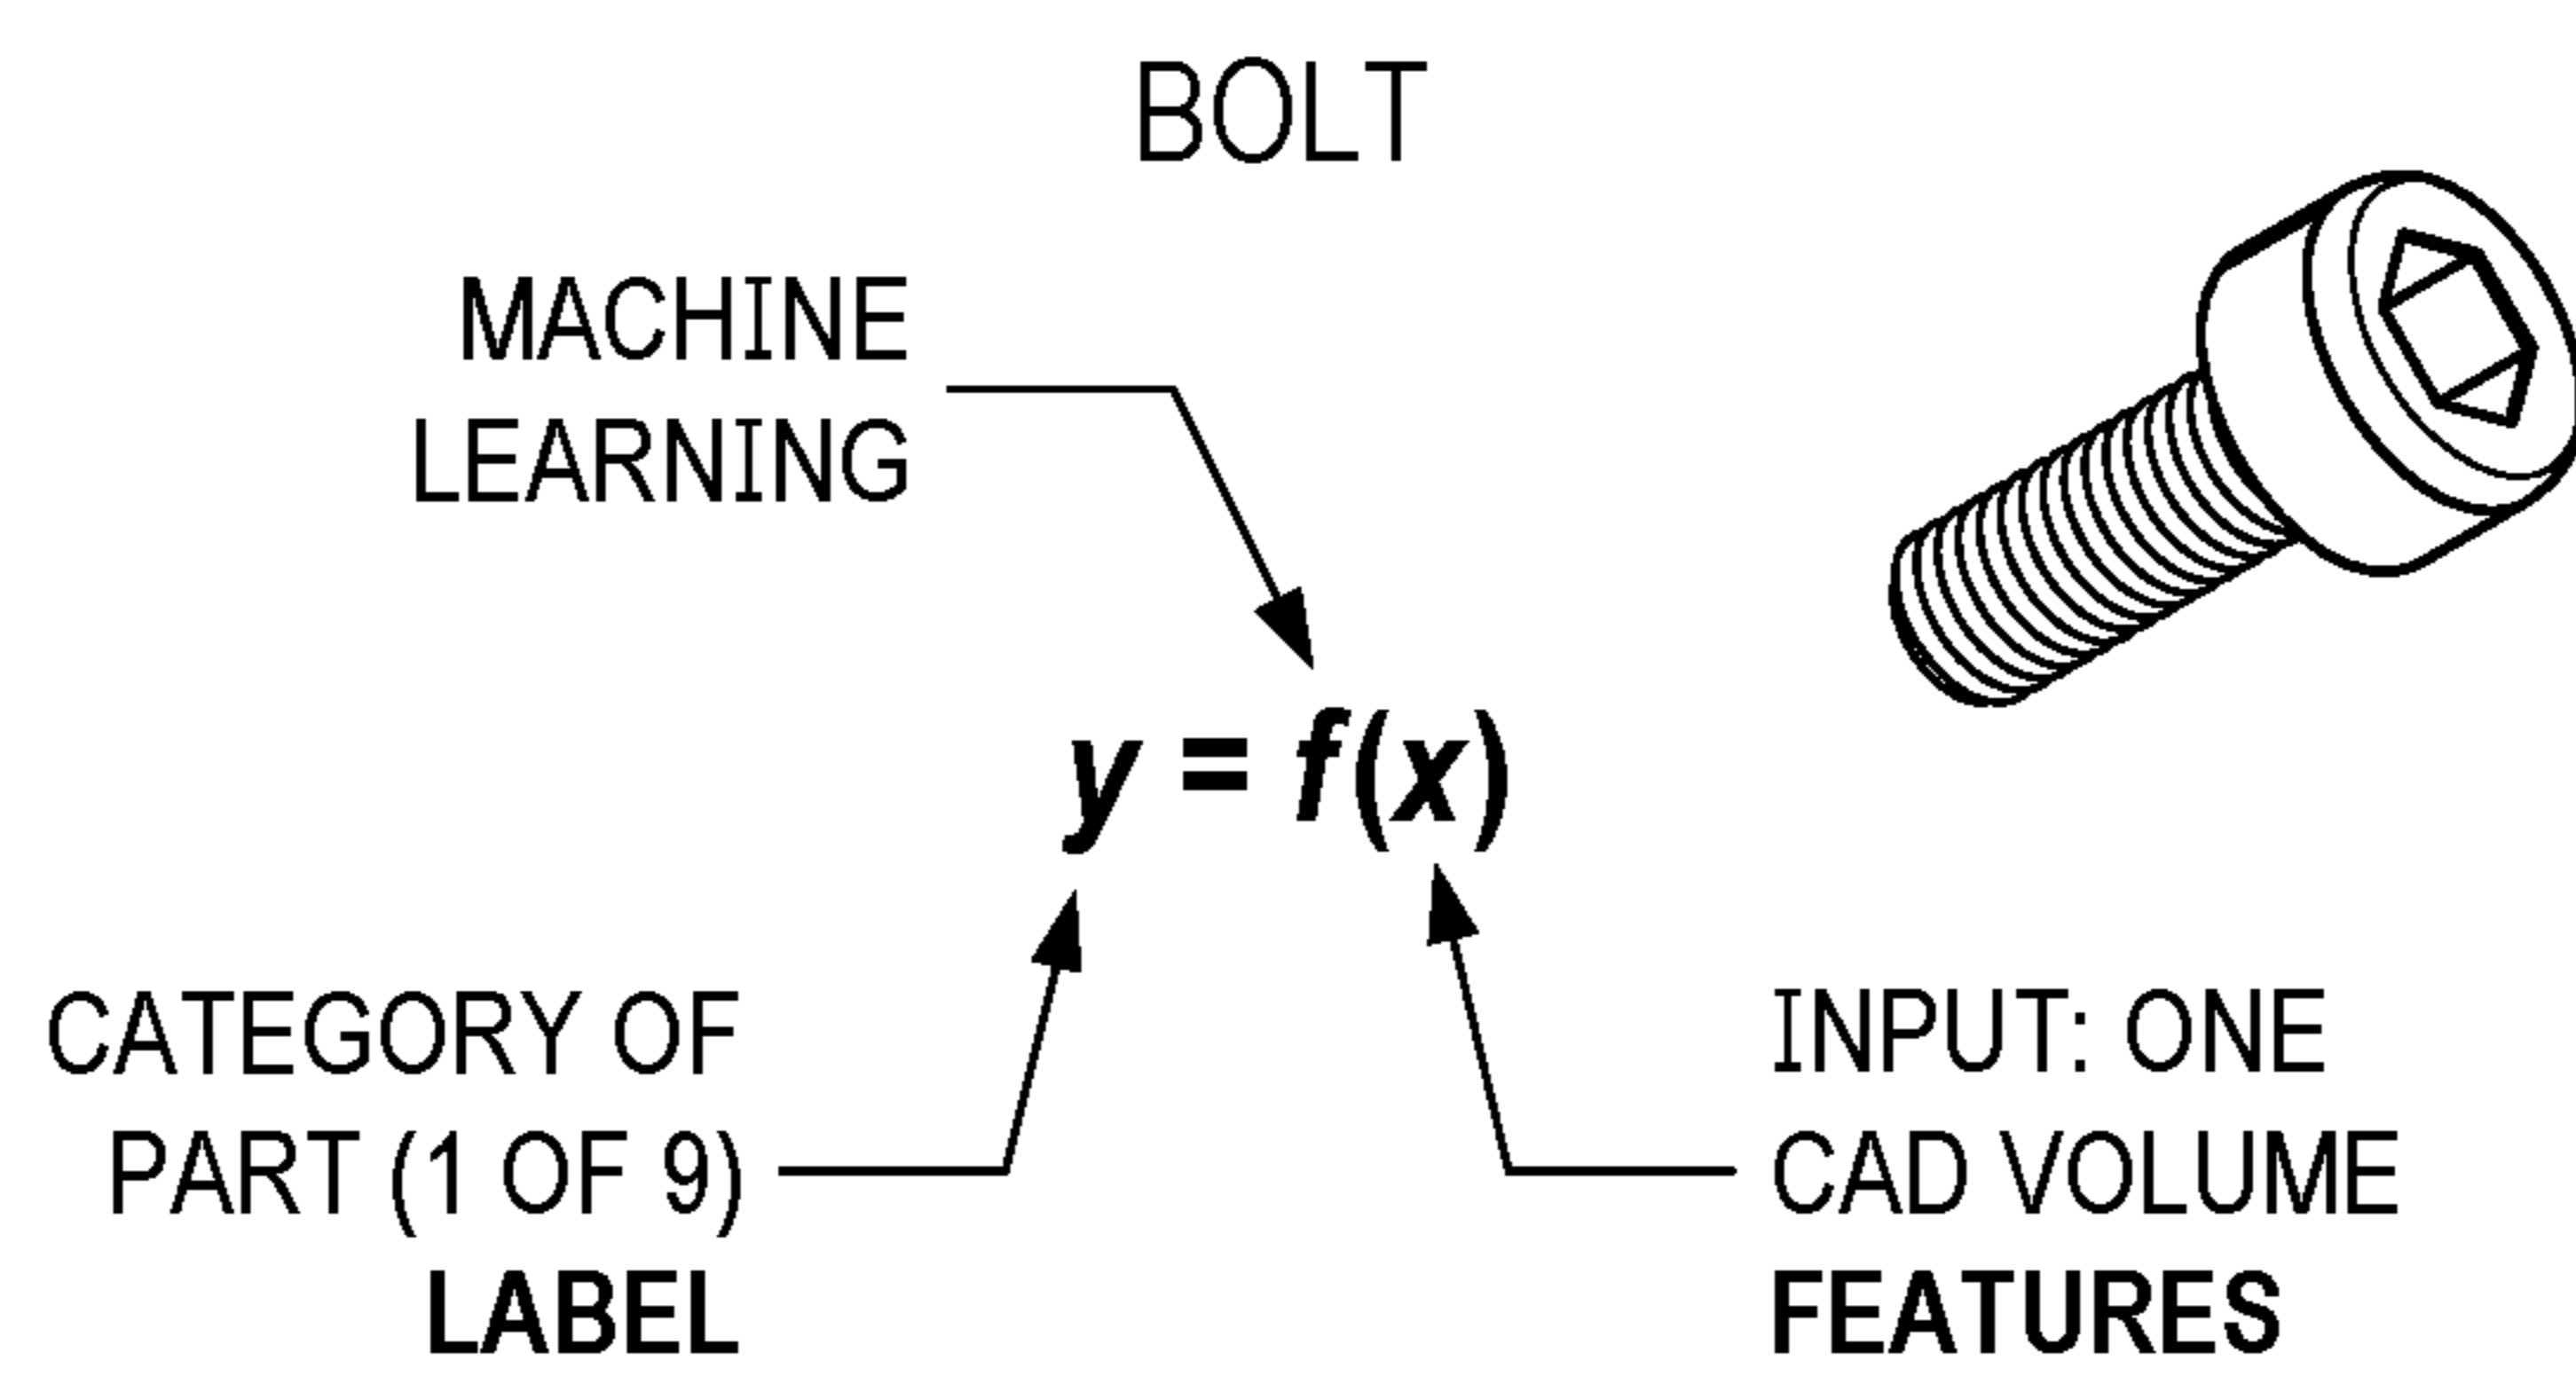 BOLT
MACHINE
LEARNING
y = f(x)
CATEGORY OF
PART (1 OF 9)
LABEL
INPUT: ONE
CAD VOLUME
FEATURES